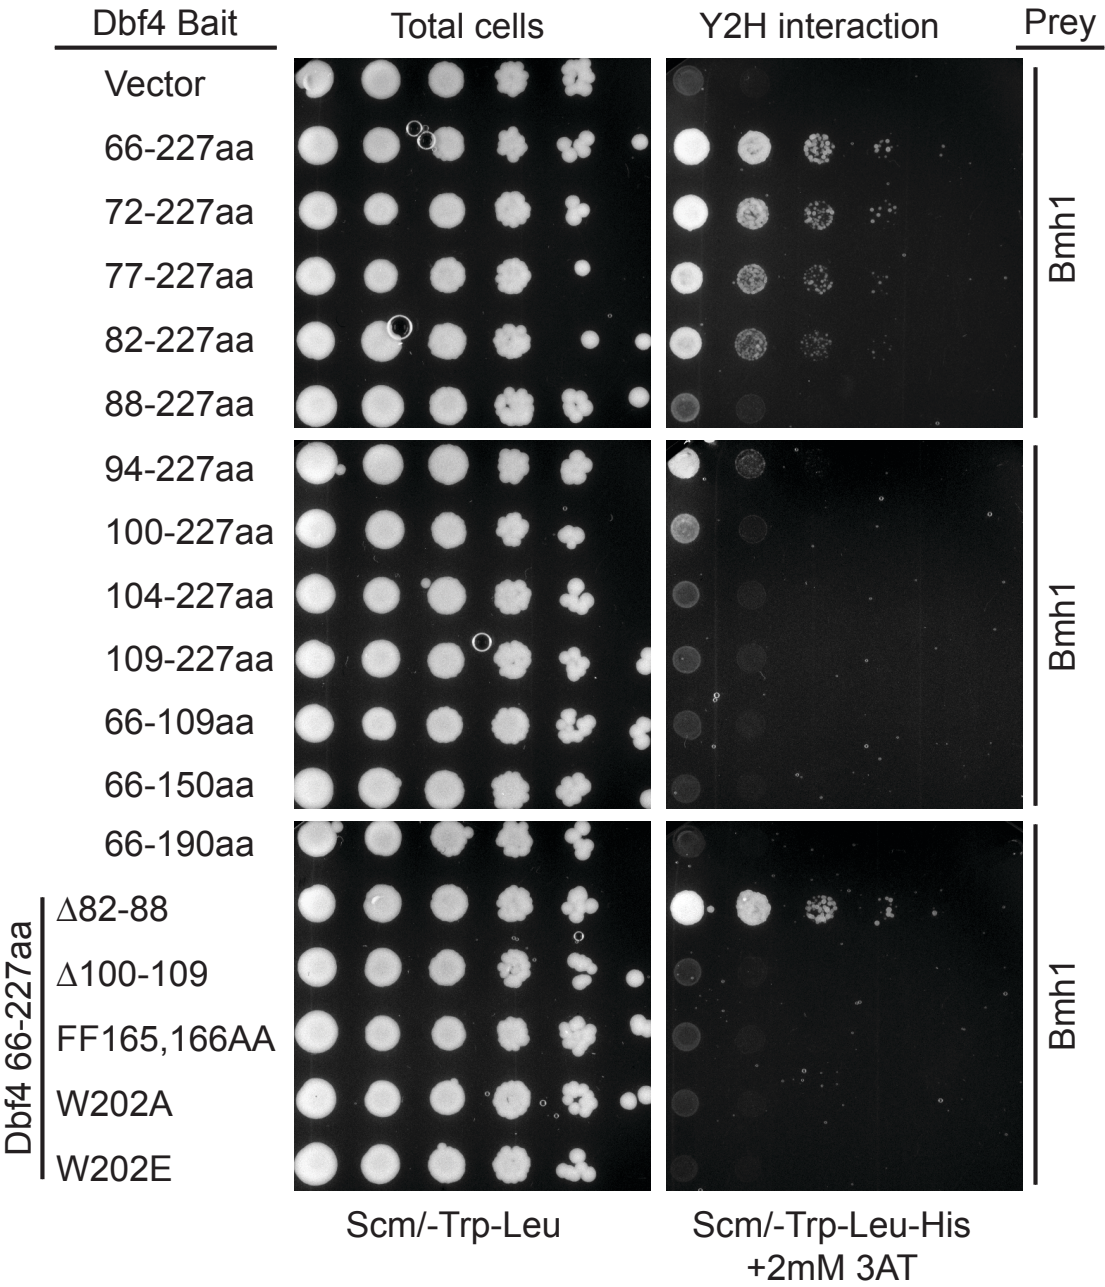 Dbf4 Bait Total cells Y2H interaction Prey
Vector
66-227aa
72-227aa
77-227aa
82-227aa
88-227aa
Bmh1
94-227aa
100-227aa
104-227aa
109-227aa
66-109aa
66-150aa
Bmh1
66-190aa
Dbf4 66-227aa
Δ82-88
Δ100-109
FF165,166AA
W202A
W202E
Bmh1
Scm/-Trp-Leu Scm/-Trp-Leu-His
+2mM 3AT